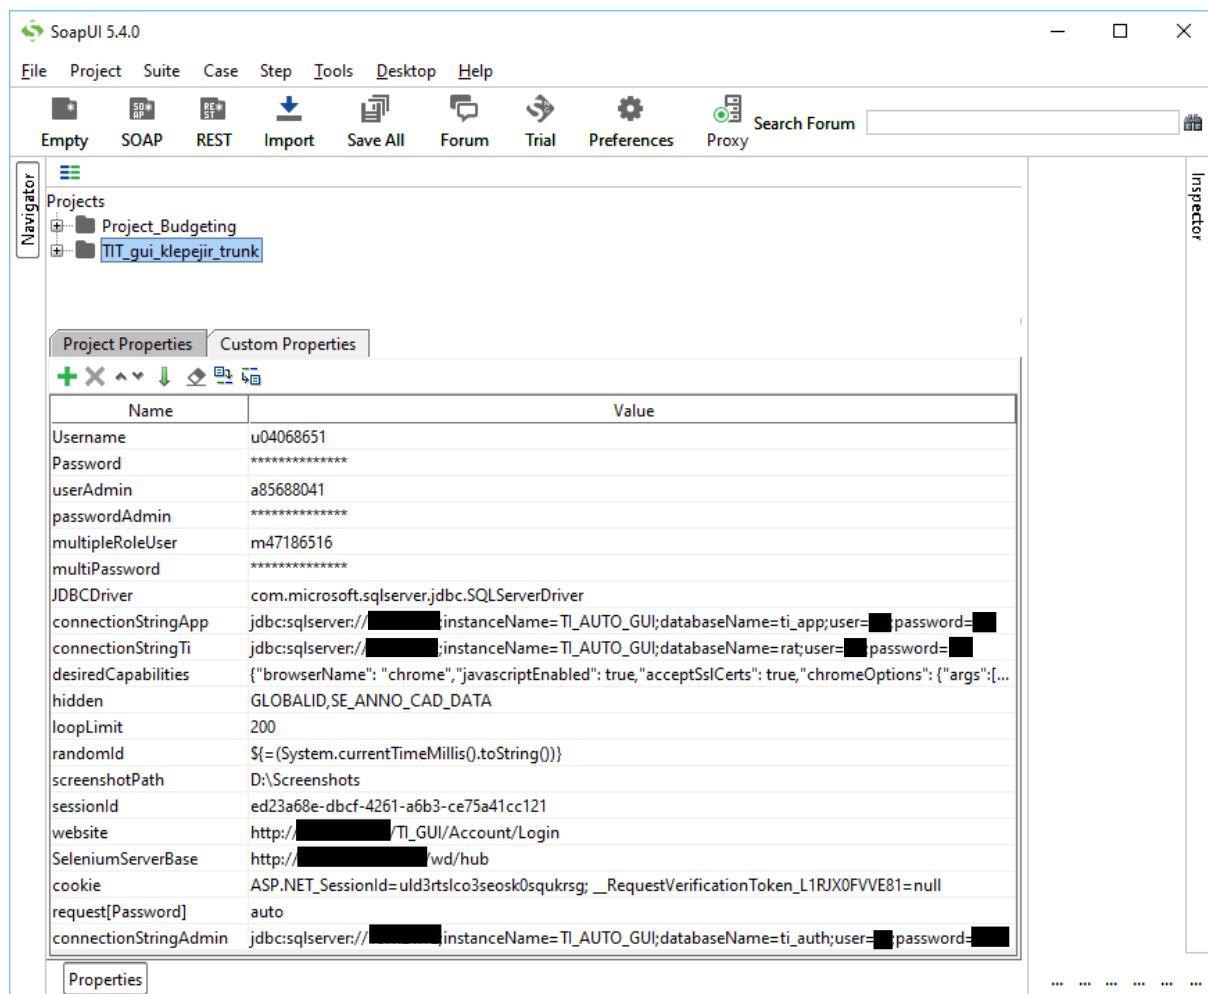 SoapUI 5.4.0
File Project Suite Case Step Tools Desktop Help
Empty SOAP REST Import Save All Forum Trial Preferences Proxy Search Forum
Navigator
Inspector
Projects
Project_Budgeting
TIT_gui_klepejir_trunk
Project Properties Custom Properties
Name Value
Username u04068651
Password **************
userAdmin a85688041
passwordAdmin **************
multipleRoleUser m47186516
multiPassword **************
JDBCDriver com.microsoft.sqlserver.jdbc.SQLServerDriver
connectionStringApp jdbc:sqlserver:// ;instanceName=TI_AUTO_GUI;databaseName=ti_app;user= ;password=
connectionStringTi jdbc:sqlserver:// ;instanceName=TI_AUTO_GUI;databaseName=rat;user= ;password=
desiredCapabilities {"browserName": "chrome","javascriptEnabled": true,"acceptSslCerts": true,"chromeOptions": {"args":[...
hidden GLOBALID,SE_ANNO_CAD_DATA
loopLimit 200
randomId ${=(System.currentTimeMillis().toString())}
screenshotPath D:\Screenshots
sessionId ed23a68e-dbcf-4261-a6b3-ce75a41cc121
website http:// /TI_GUI/Account/Login
SeleniumServerBase http:// /wd/hub
cookie ASP.NET_SessionId=uld3rtslco3seosk0squkrsg; __RequestVerificationToken_L1RJX0FVVE81=null
request[Password] auto
connectionStringAdmin jdbc:sqlserver:// ;instanceName=TI_AUTO_GUI;databaseName=ti_auth;user= ;password=
Properties
... ... ... ... ... ...